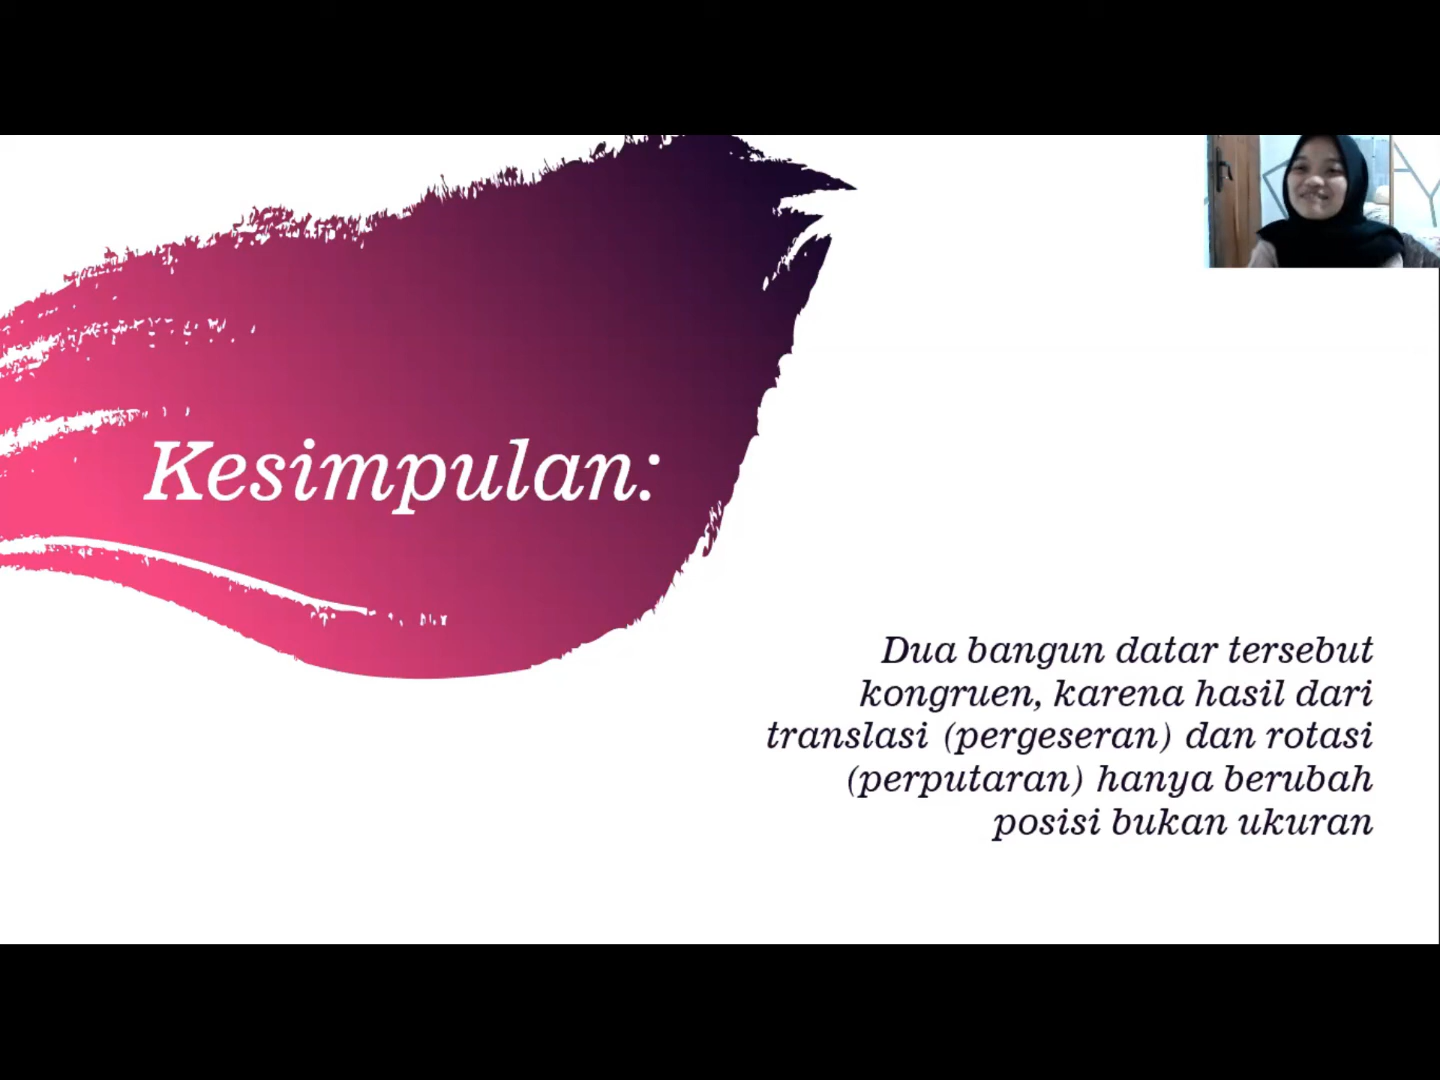 Kesimpulan:
Dua bangun datar tersebut
kongruen, karena hasil dari
translasi (pergeseran) dan rotasi
(perputaran) hanya berubah
posisi bukan ukuran